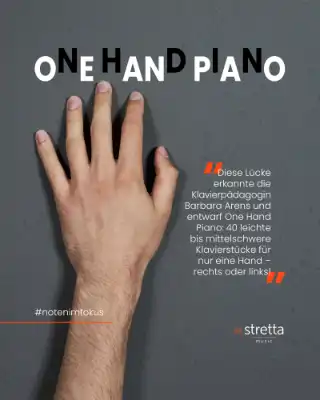 ONE HAND PIANO
Diese Lücke
erkannte die
Klavierpädagogin
Barbara Arens und
entwarf One Hand
Piano: 40 leichte
bis mittelschwere
Klavierstücke für
nur eine Hand –
rechts oder links!
#notenimfokus
stretta